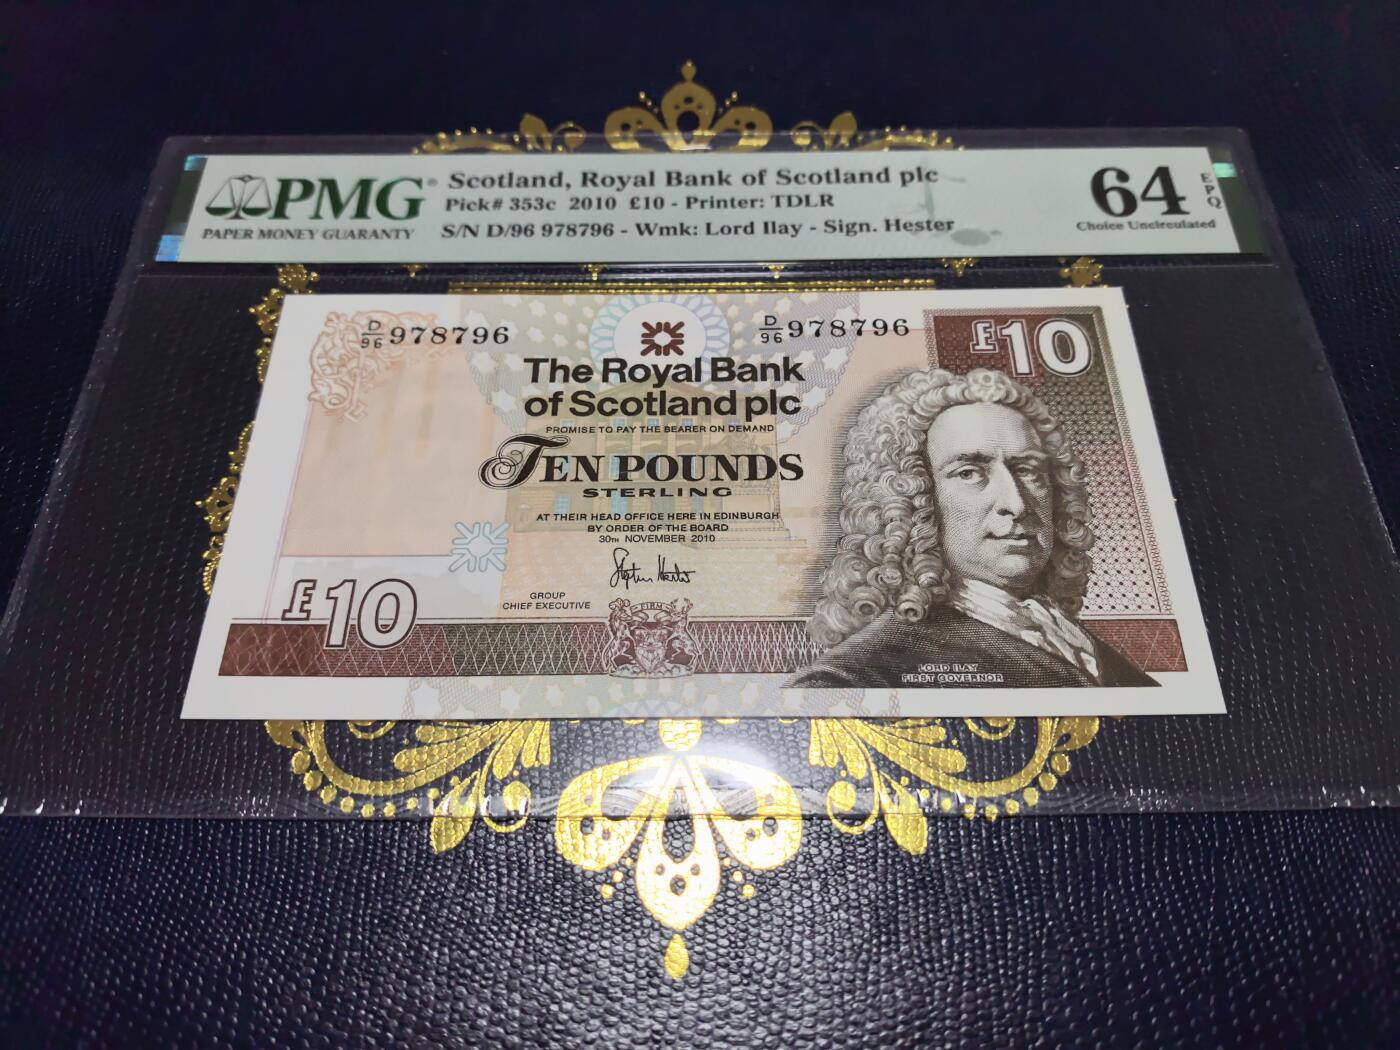 PMG®
PAPER MONEY GUARANTY
Scotland, Royal Bank of Scotland plc
Pick# 353c 2010 £10 - Printer: TDLR
S/N D/96 978796 - Wmk: Lord Ilay - Sign. Hester
64 EPQ
Choice Uncirculated
D/96 978796
D/96 978796
£10
The Royal Bank
of Scotland plc
PROMISE TO PAY THE BEARER ON DEMAND
TEN POUNDS
STERLING
AT THEIR HEAD OFFICE HERE IN EDINBURGH
BY ORDER OF THE BOARD
30TH NOVEMBER 2010
Stephen Hester
GROUP
CHIEF EXECUTIVE
£10
FIRM
LORD ILAY
FIRST GOVERNOR